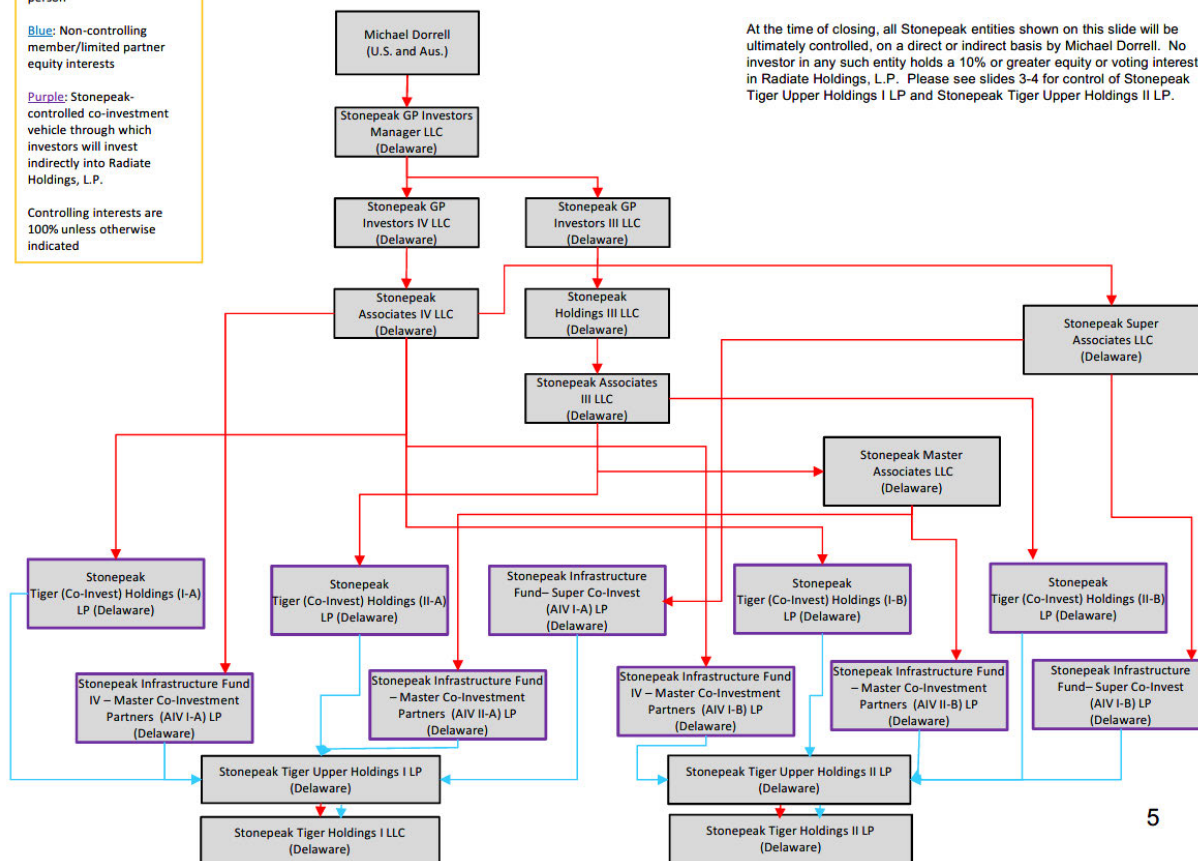 person
Blue: Non-controlling
member/limited partner
equity interests
Purple: Stonepeak-
controlled co-investment
vehicle through which
investors will invest
indirectly into Radiate
Holdings, L.P.
Controlling interests are
100% unless otherwise
indicated
Michael Dorrell
(U.S. and Aus.)
At the time of closing, all Stonepeak entities shown on this slide will be
ultimately controlled, on a direct or indirect basis by Michael Dorrell.  No
investor in any such entity holds a 10% or greater equity or voting interest
in Radiate Holdings, L.P.  Please see slides 3-4 for control of Stonepeak
Tiger Upper Holdings I LP and Stonepeak Tiger Upper Holdings II LP.
Stonepeak GP Investors
Manager LLC
(Delaware)
Stonepeak GP
Investors IV LLC
(Delaware)
Stonepeak GP
Investors III LLC
(Delaware)
Stonepeak
Associates IV LLC
(Delaware)
Stonepeak
Holdings III LLC
(Delaware)
Stonepeak Super
Associates LLC
(Delaware)
Stonepeak Associates
III LLC
(Delaware)
Stonepeak Master
Associates LLC
(Delaware)
Stonepeak
Tiger (Co-Invest) Holdings (I-A)
LP (Delaware)
Stonepeak
Tiger (Co-Invest) Holdings (II-A)
LP (Delaware)
Stonepeak Infrastructure
Fund– Super Co-Invest
(AIV I-A) LP
(Delaware)
Stonepeak
Tiger (Co-Invest) Holdings (I-B)
LP (Delaware)
Stonepeak
Tiger (Co-Invest) Holdings (II-B)
LP (Delaware)
Stonepeak Infrastructure Fund
IV – Master Co-Investment
Partners  (AIV I-A) LP
(Delaware)
Stonepeak Infrastructure Fund
– Master Co-Investment
Partners  (AIV II-A) LP
(Delaware)
Stonepeak Infrastructure Fund
IV – Master Co-Investment
Partners  (AIV I-B) LP
(Delaware)
Stonepeak Infrastructure Fund
– Master Co-Investment
Partners  (AIV II-B) LP
(Delaware)
Stonepeak Infrastructure
Fund– Super Co-Invest
(AIV I-B) LP
(Delaware)
Stonepeak Tiger Upper Holdings I LP
(Delaware)
Stonepeak Tiger Upper Holdings II LP
(Delaware)
Stonepeak Tiger Holdings I LLC
(Delaware)
Stonepeak Tiger Holdings II LP
(Delaware)
5